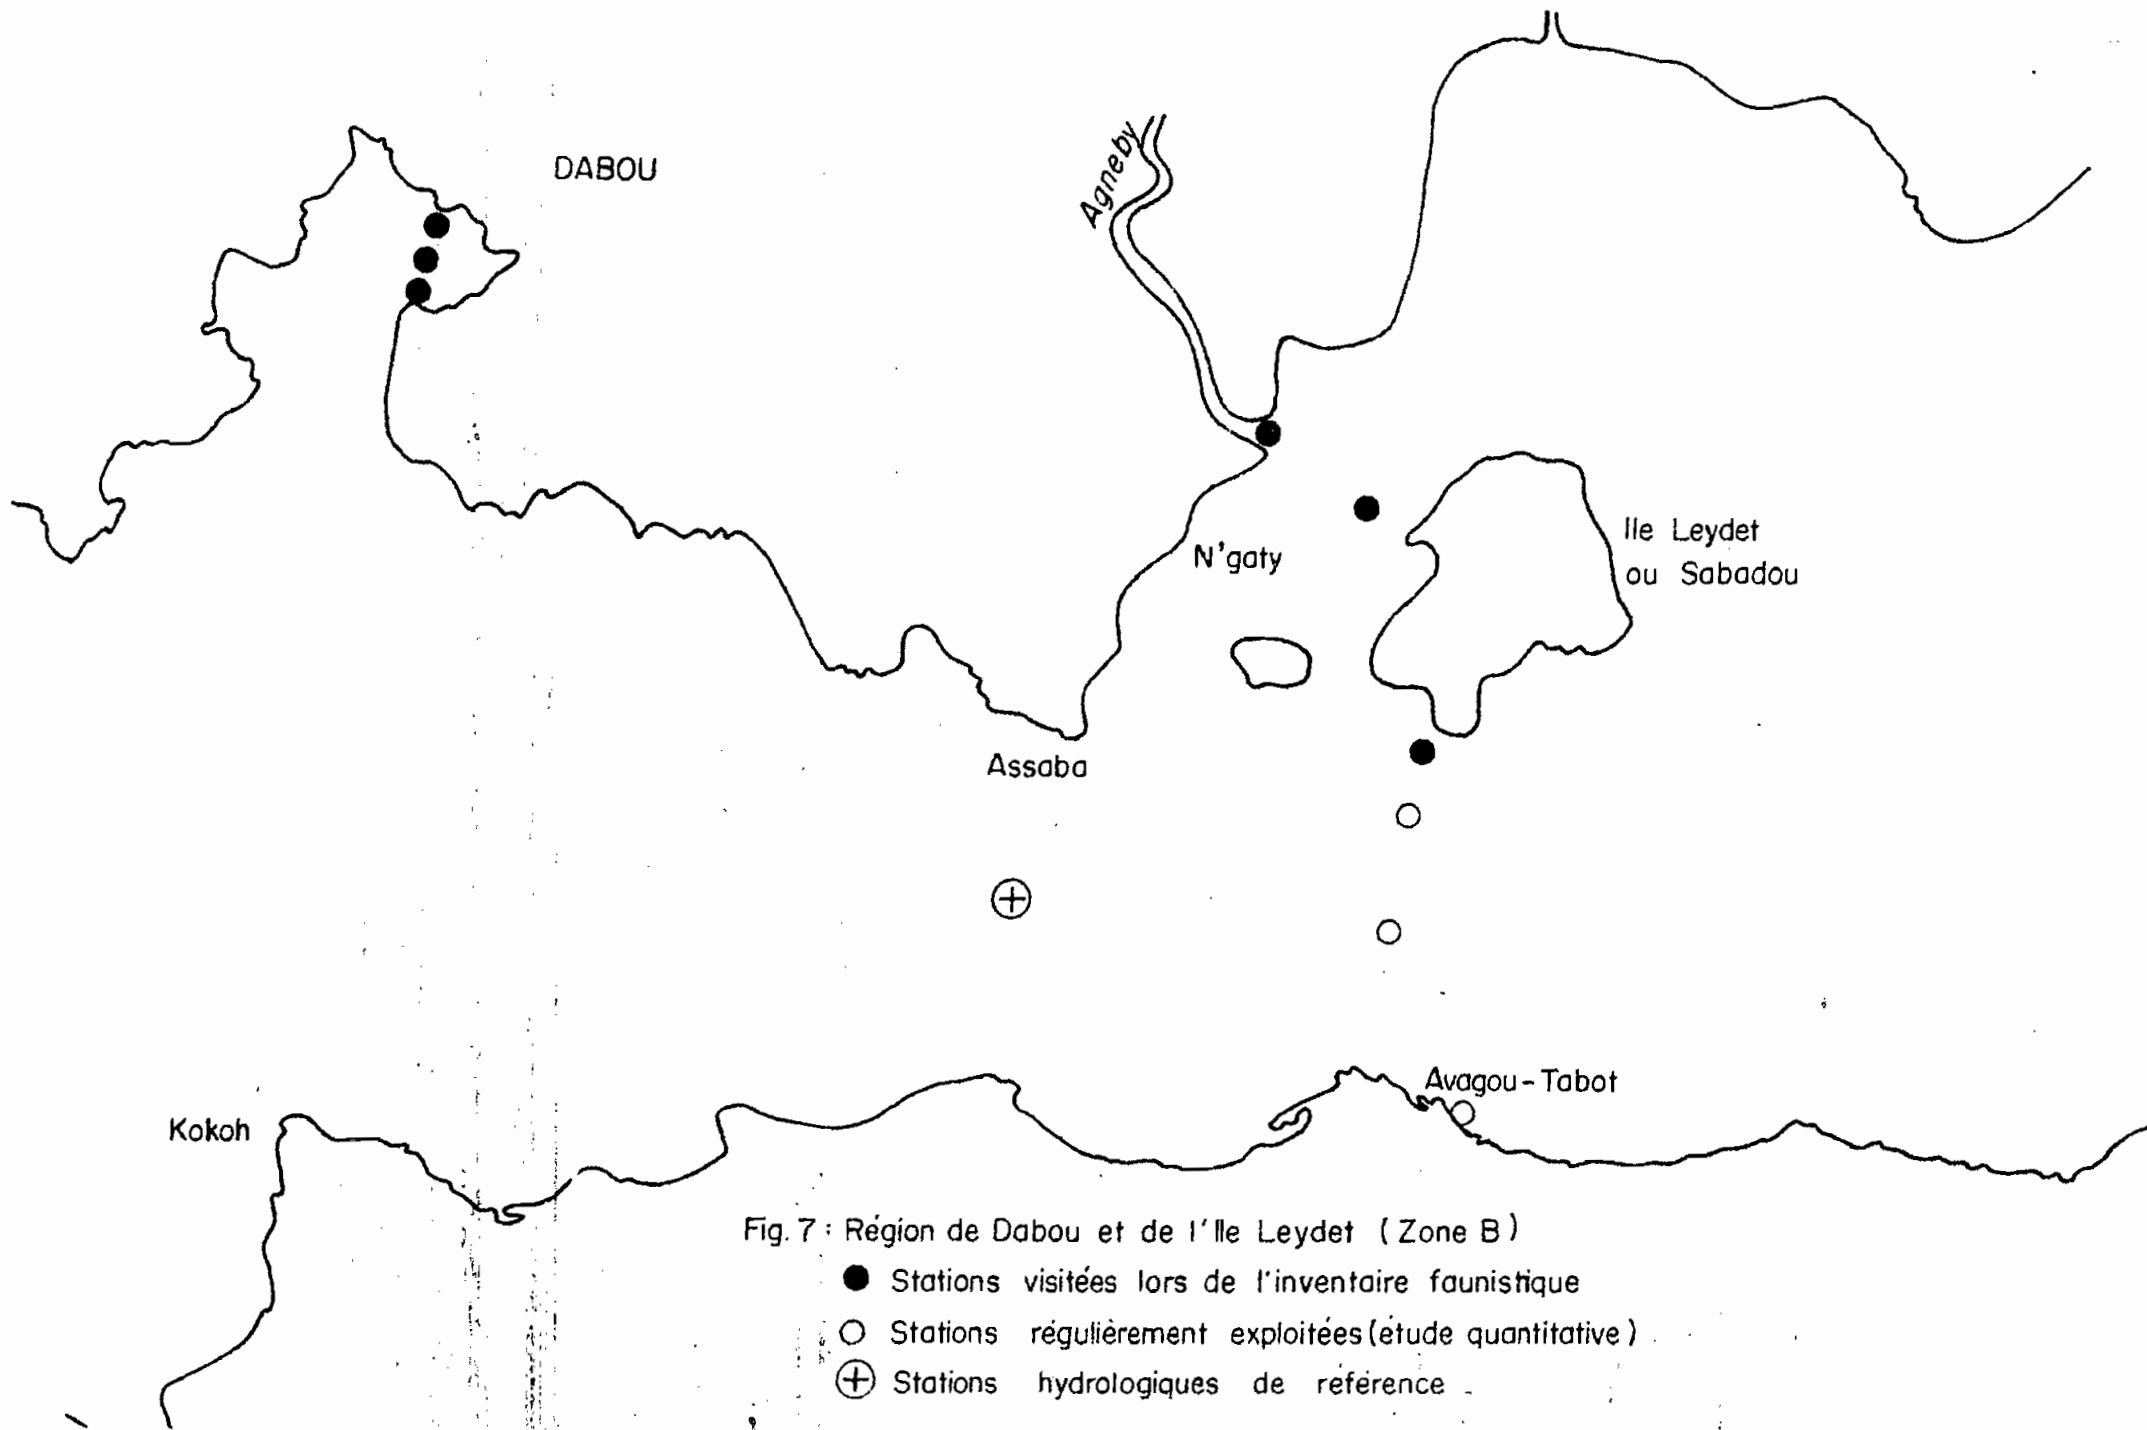 DABOU
Agneby
Ile Leydet
ou Sabadou
N'gaty
Assaba
Avagou-Tabot
Kokoh
Fig. 7 : Région de Dabou et de l'Ile Leydet (Zone B)
Stations visitées lors de l'inventaire faunistique
Stations régulièrement exploitées (étude quantitative)
Stations hydrologiques de référence